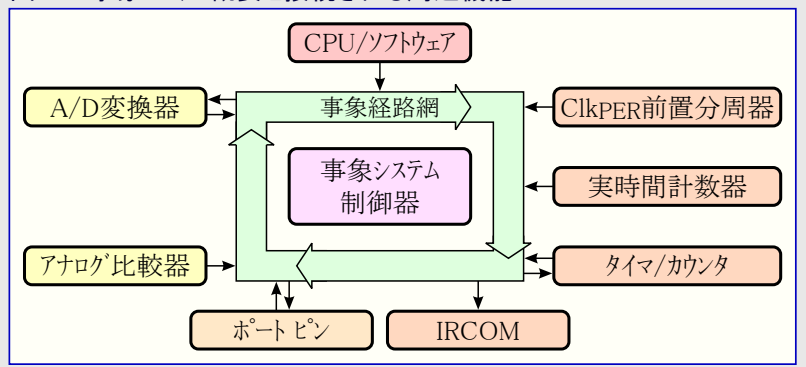 CPU/ソフトウェア
A/D変換器
事象経路網
ClkPER前置分周器
事象システム
制御器
実時間計数器
アナログ比較器
タイマ/カウンタ
ポート ピン
IRCOM